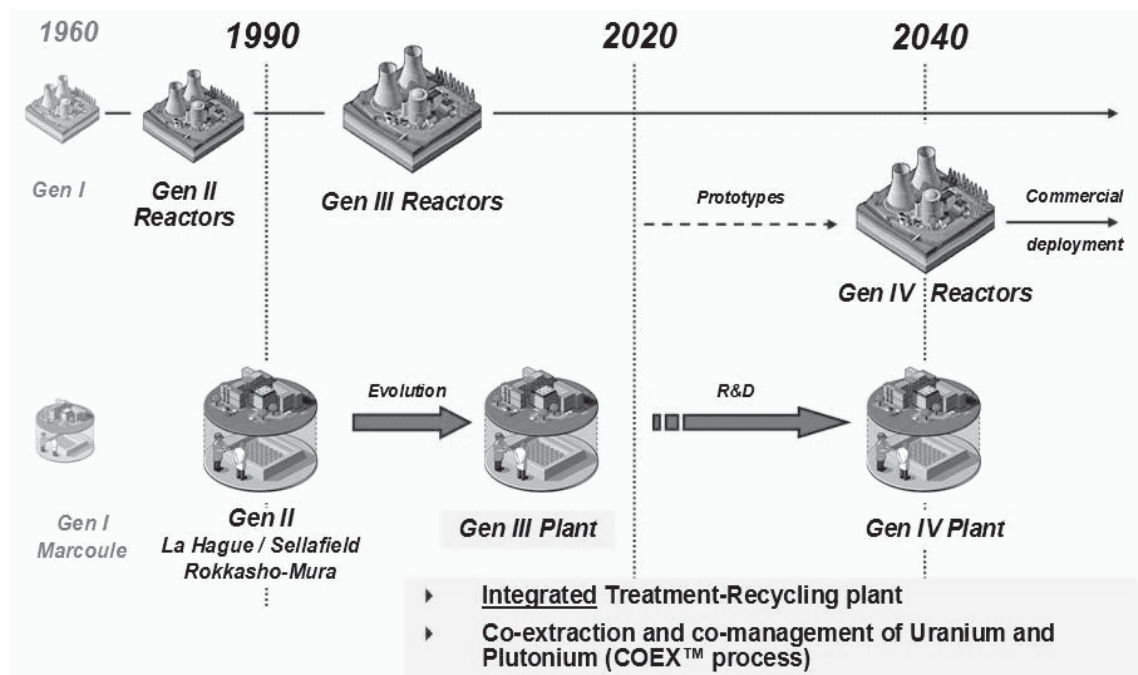 1960
1990
2020
2040
Gen I
Gen II
Reactors
Gen III Reactors
Prototypes
Commercial
deployment
Gen IV Reactors
Evolution
R&D
Gen I
Marcoule
Gen II
La Hague / Sellafield
Rokkasho-Mura
Gen III Plant
Gen IV Plant
Integrated Treatment-Recycling plant
Co-extraction and co-management of Uranium and
Plutonium (COEX™ process)